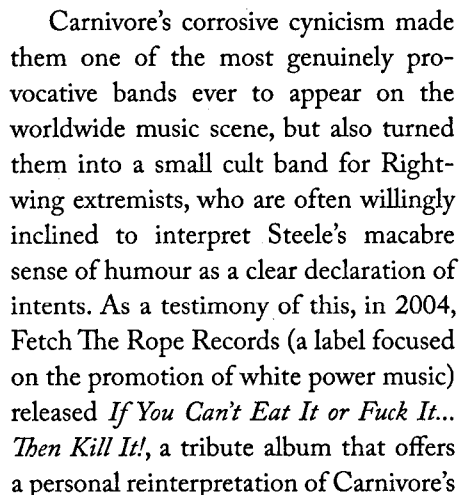 Carnivore's corrosive cynicism made
them one of the most genuinely pro-
vocative bands ever to appear on the
worldwide music scene, but also turned
them into a small cult band for Right-
wing extremists, who are often willingly
inclined to interpret Steele's macabre
sense of humour as a clear declaration of
intents. As a testimony of this, in 2004,
Fetch The Rope Records (a label focused
on the promotion of white power music)
released If You Can't Eat It or Fuck It...
Then Kill It!, a tribute album that offers
a personal reinterpretation of Carnivore's